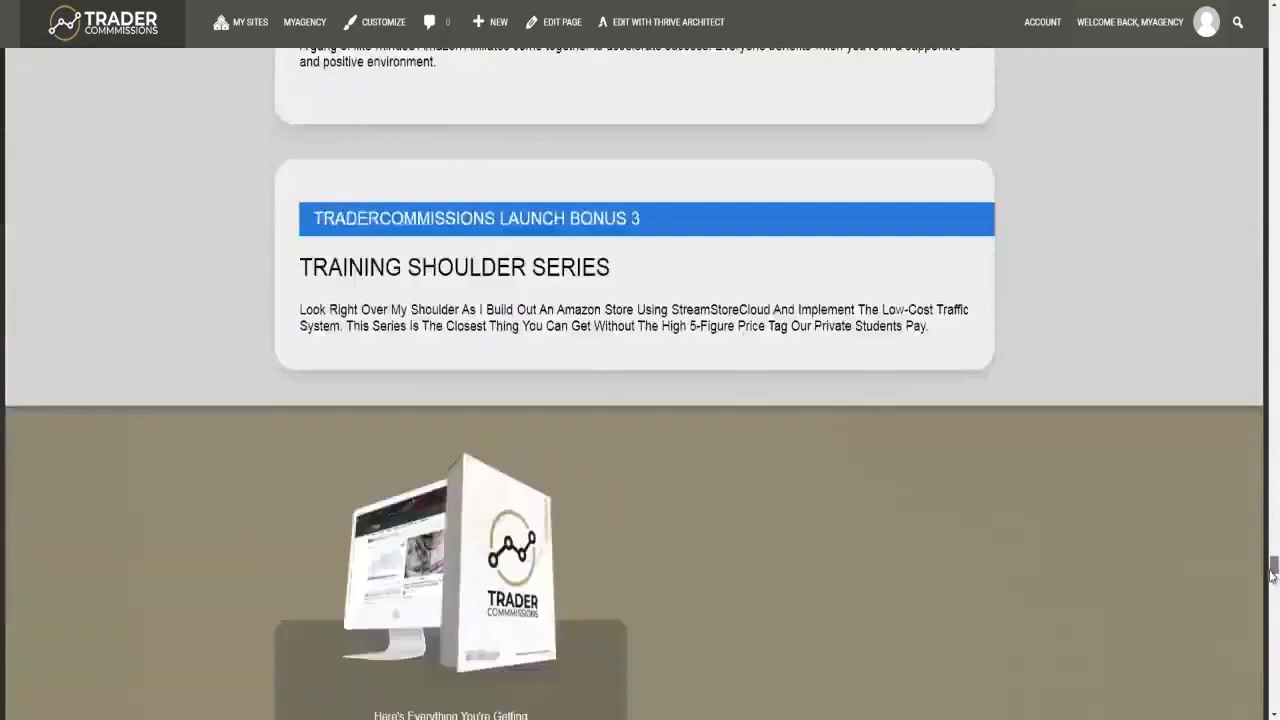 TRADER
COMMMISSIONS
MY SITES
MYAGENCY
CUSTOMIZE
0
NEW
EDIT PAGE
EDIT WITH THRIVE ARCHITECT
ACCOUNT
WELCOME BACK, MYAGENCY
and positive environment.
TRADERCOMMISSIONS LAUNCH BONUS 3
TRAINING SHOULDER SERIES
Look Right Over My Shoulder As I Build Out An Amazon Store Using StreamStoreCloud And Implement The Low-Cost Traffic
System. This Series Is The Closest Thing You Can Get Without The High 5-Figure Price Tag Our Private Students Pay.
TRADER
COMMMISSIONS
Here's Everything You're Getting